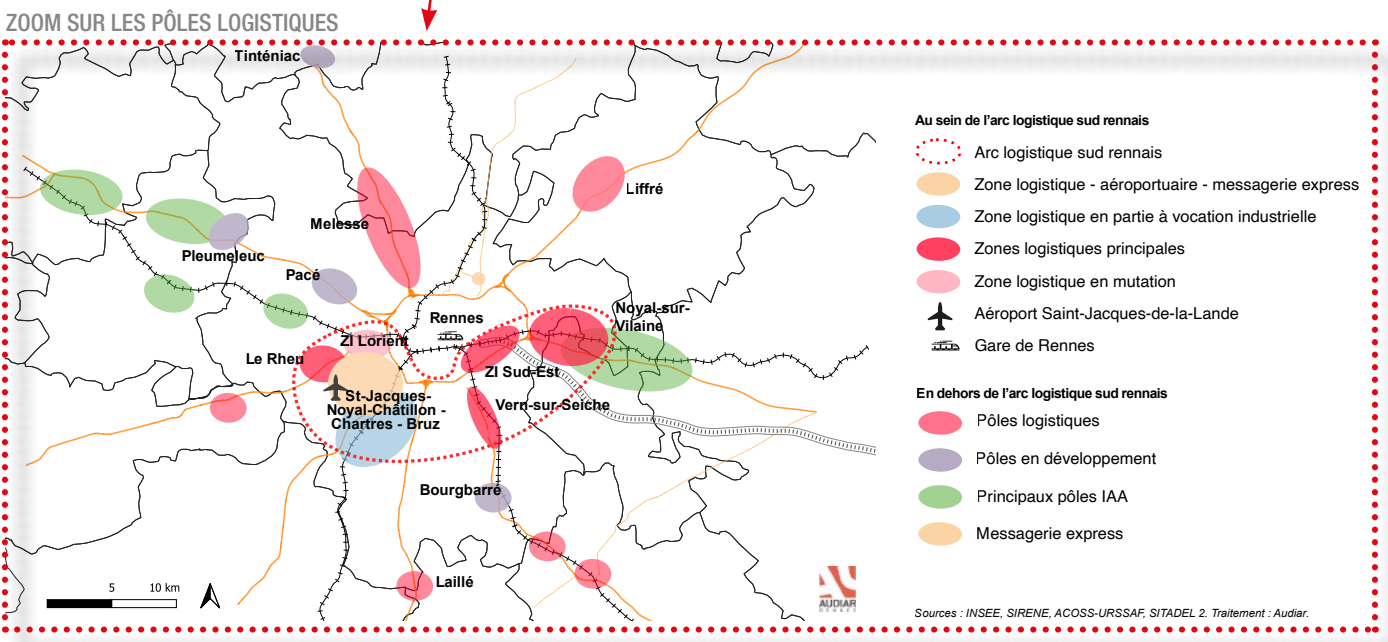 ZOOM SUR LES PÔLES LOGISTIQUES
Tinténiac
Liffré
Melesse
Pleumeleuc
Pacé
Rennes
Noyal-sur-
Vilaine
ZI Lorient
Le Rheu
ZI Sud-Est
St-Jacques-
Noyal-Châtillon -
Chartres - Bruz
Vern-sur-Seiche
Bourgbarré
Laillé
5 10 km
AUDIAR
RENNES
Au sein de l'arc logistique sud rennais
Arc logistique sud rennais
Zone logistique - aéroportuaire - messagerie express
Zone logistique en partie à vocation industrielle
Zones logistiques principales
Zone logistique en mutation
Aéroport Saint-Jacques-de-la-Lande
Gare de Rennes
En dehors de l'arc logistique sud rennais
Pôles logistiques
Pôles en développement
Principaux pôles IAA
Messagerie express
Sources : INSEE, SIRENE, ACOSS-URSSAF, SITADEL 2. Traitement : Audiar.